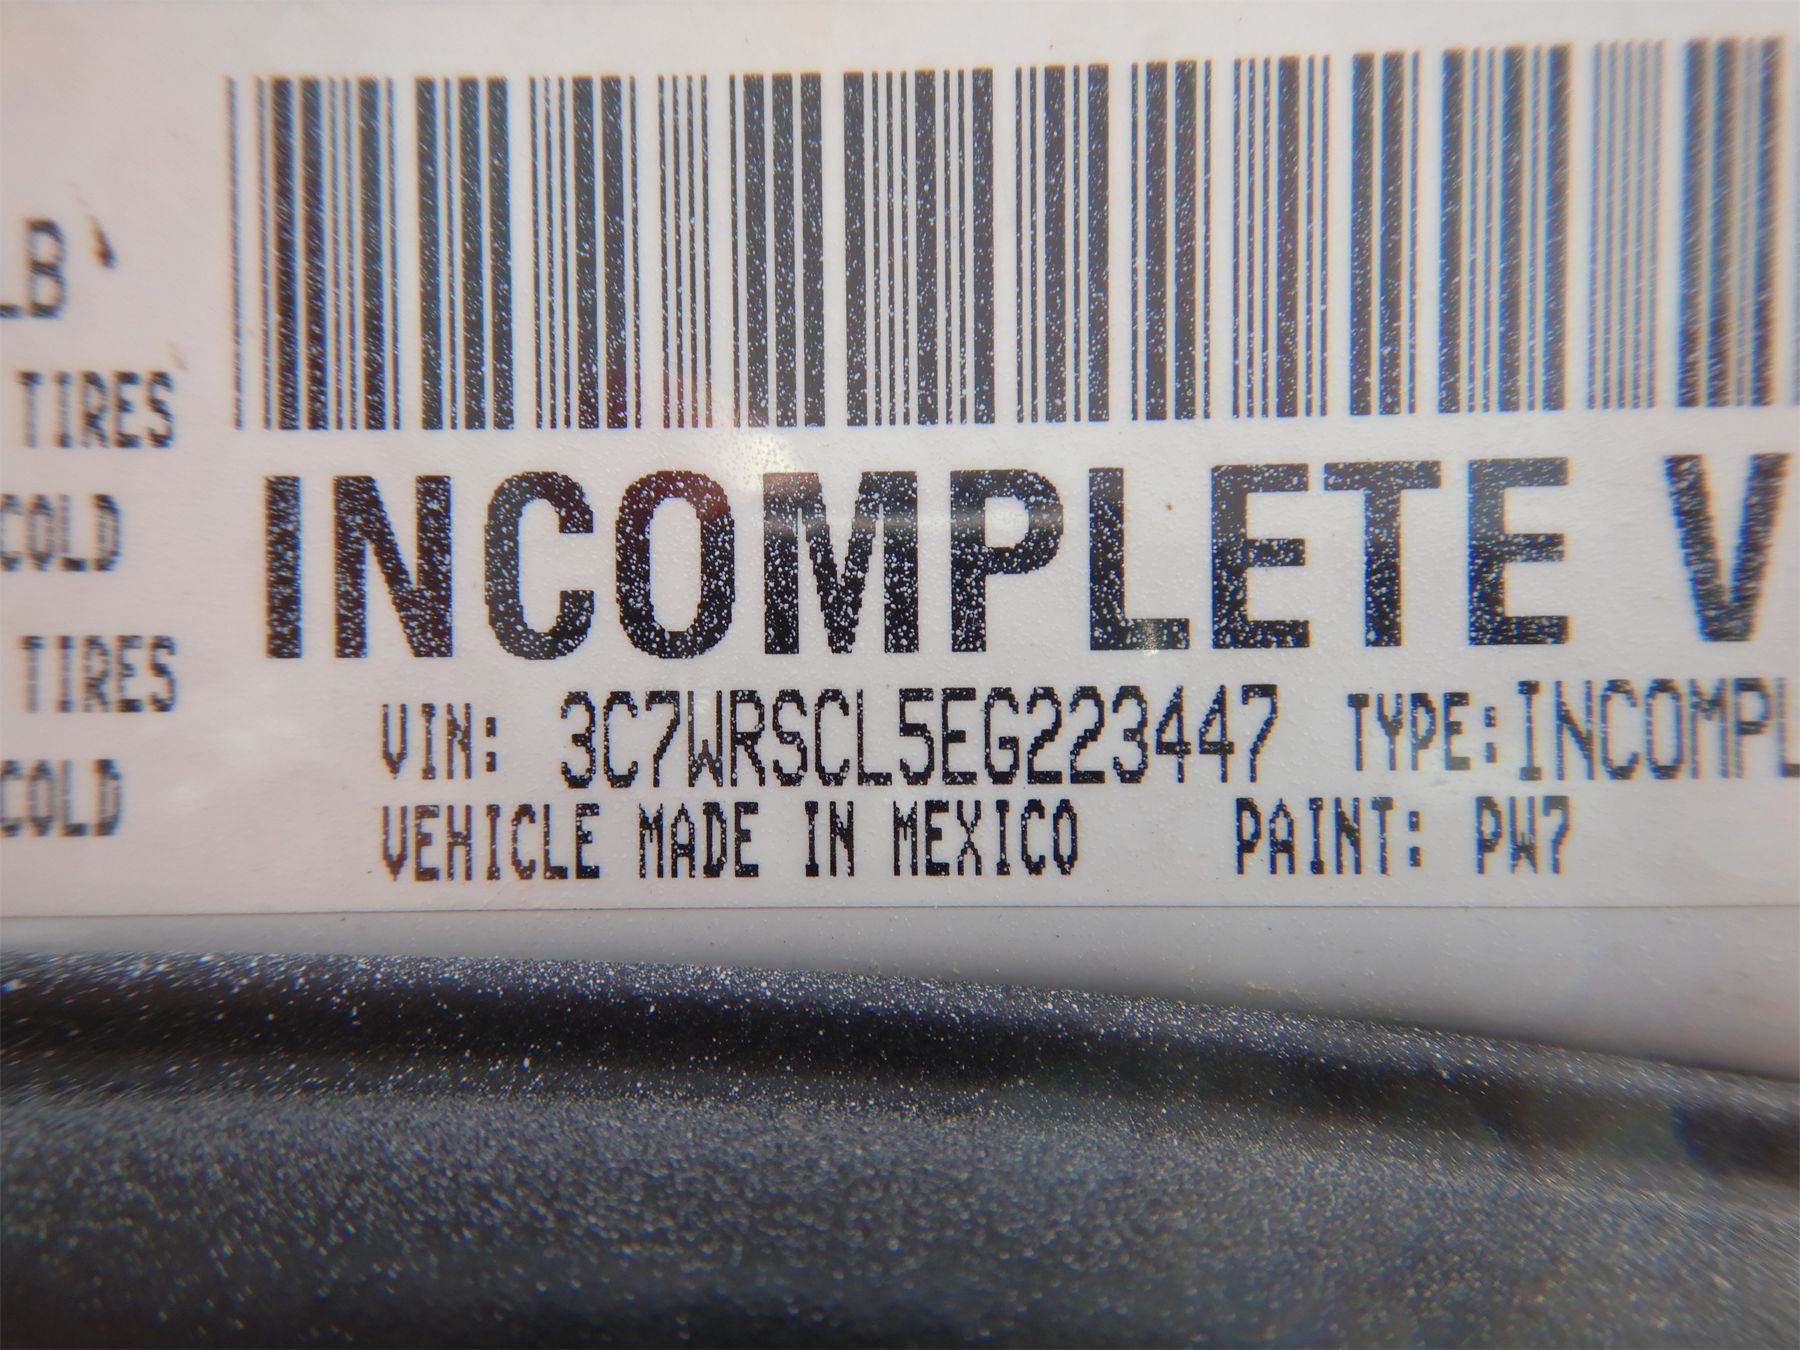 LB
TIRES
COLD
TIRES
COLD
INCOMPLETE V
VIN: 3C7WRSCL5EG223447 TYPE: INCOMPL
VEHICLE MADE IN MEXICO PAINT: PW7